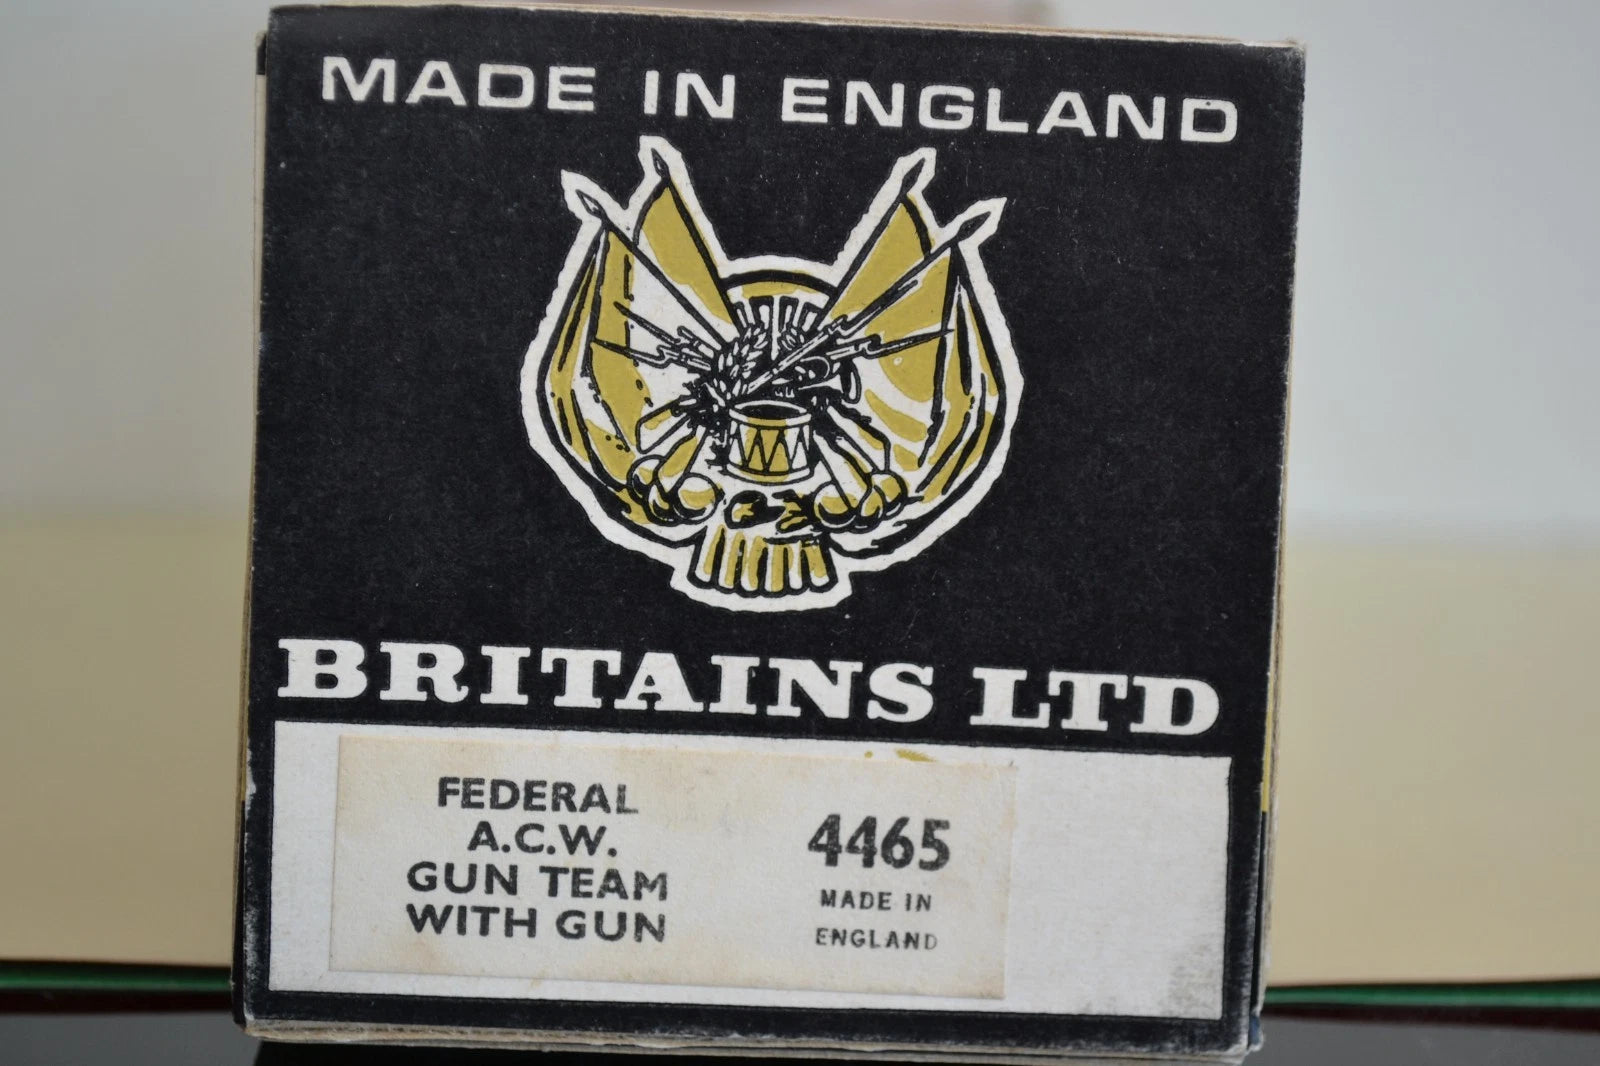 MADE IN ENGLAND
BRITAINS LTD
FEDERAL
A.C.W.
GUN TEAM
WITH GUN
4465
MADE IN
ENGLAND